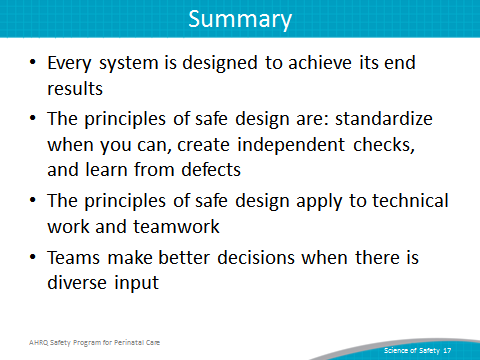 Summary
• Every system is designed to achieve its end
results
• The principles of safe design are: standardize
when you can, create independent checks,
and learn from defects
• The principles of safe design apply to technical
work and teamwork
• Teams make better decisions when there is
diverse input
AHRQ Safety Program for Perinatal Care
Science of Safety 17